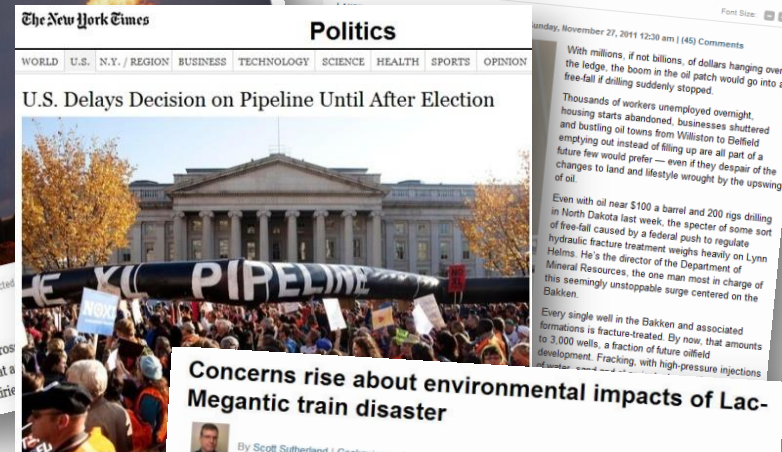 The New York Times
Politics
WORLD U.S. N.Y. / REGION BUSINESS TECHNOLOGY SCIENCE HEALTH SPORTS OPINION
U.S. Delays Decision on Pipeline Until After Election
XL PIPELINE
NO XL
Font Size:
Sunday, November 27, 2011 12:30 am | (45) Comments
With millions, if not billions, of dollars hanging over
the ledge, the boom in the oil patch would go into a
free-fall if drilling suddenly stopped.
Thousands of workers unemployed overnight,
housing starts abandoned, businesses shuttered
and bustling oil towns from Williston to Belfield
emptying out instead of filling up are all part of a
future few would prefer — even if they despair of the
changes to land and lifestyle wrought by the upswing
of oil.
Even with oil near $100 a barrel and 200 rigs drilling
in North Dakota last week, the specter of some sort
of free-fall caused by a federal push to regulate
hydraulic fracture treatment weighs heavily on Lynn
Helms. He's the director of the Department of
Mineral Resources, the one man most in charge of
this seemingly unstoppable surge centered on the
Bakken.
Every single well in the Bakken and associated
formations is fracture-treated. By now, that amounts
to 3,000 wells, a fraction of future oilfield
development. Fracking, with high-pressure injections
of water, sand and
Concerns rise about environmental impacts of Lac-
Megantic train disaster
By Scott Sutherland |